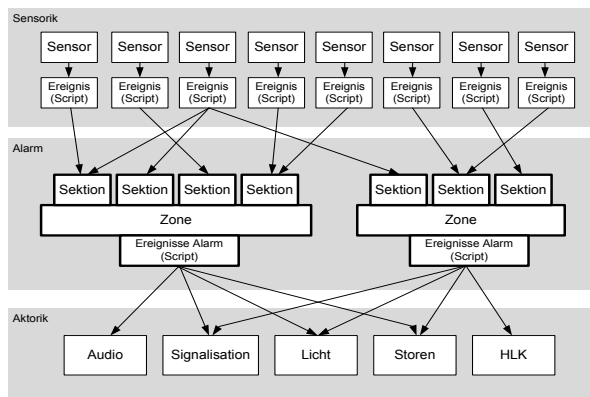 Sensorik
Sensor Sensor Sensor Sensor Sensor Sensor Sensor Sensor
Ereignis Ereignis Ereignis Ereignis Ereignis Ereignis Ereignis Ereignis
(Script) (Script) (Script) (Script) (Script) (Script) (Script) (Script)
Alarm
Sektion Sektion Sektion Sektion Sektion Sektion Sektion
Zone Zone
Ereignisse Alarm Ereignisse Alarm
(Script) (Script)
Aktorik
Audio Signalisation Licht Storen HLK